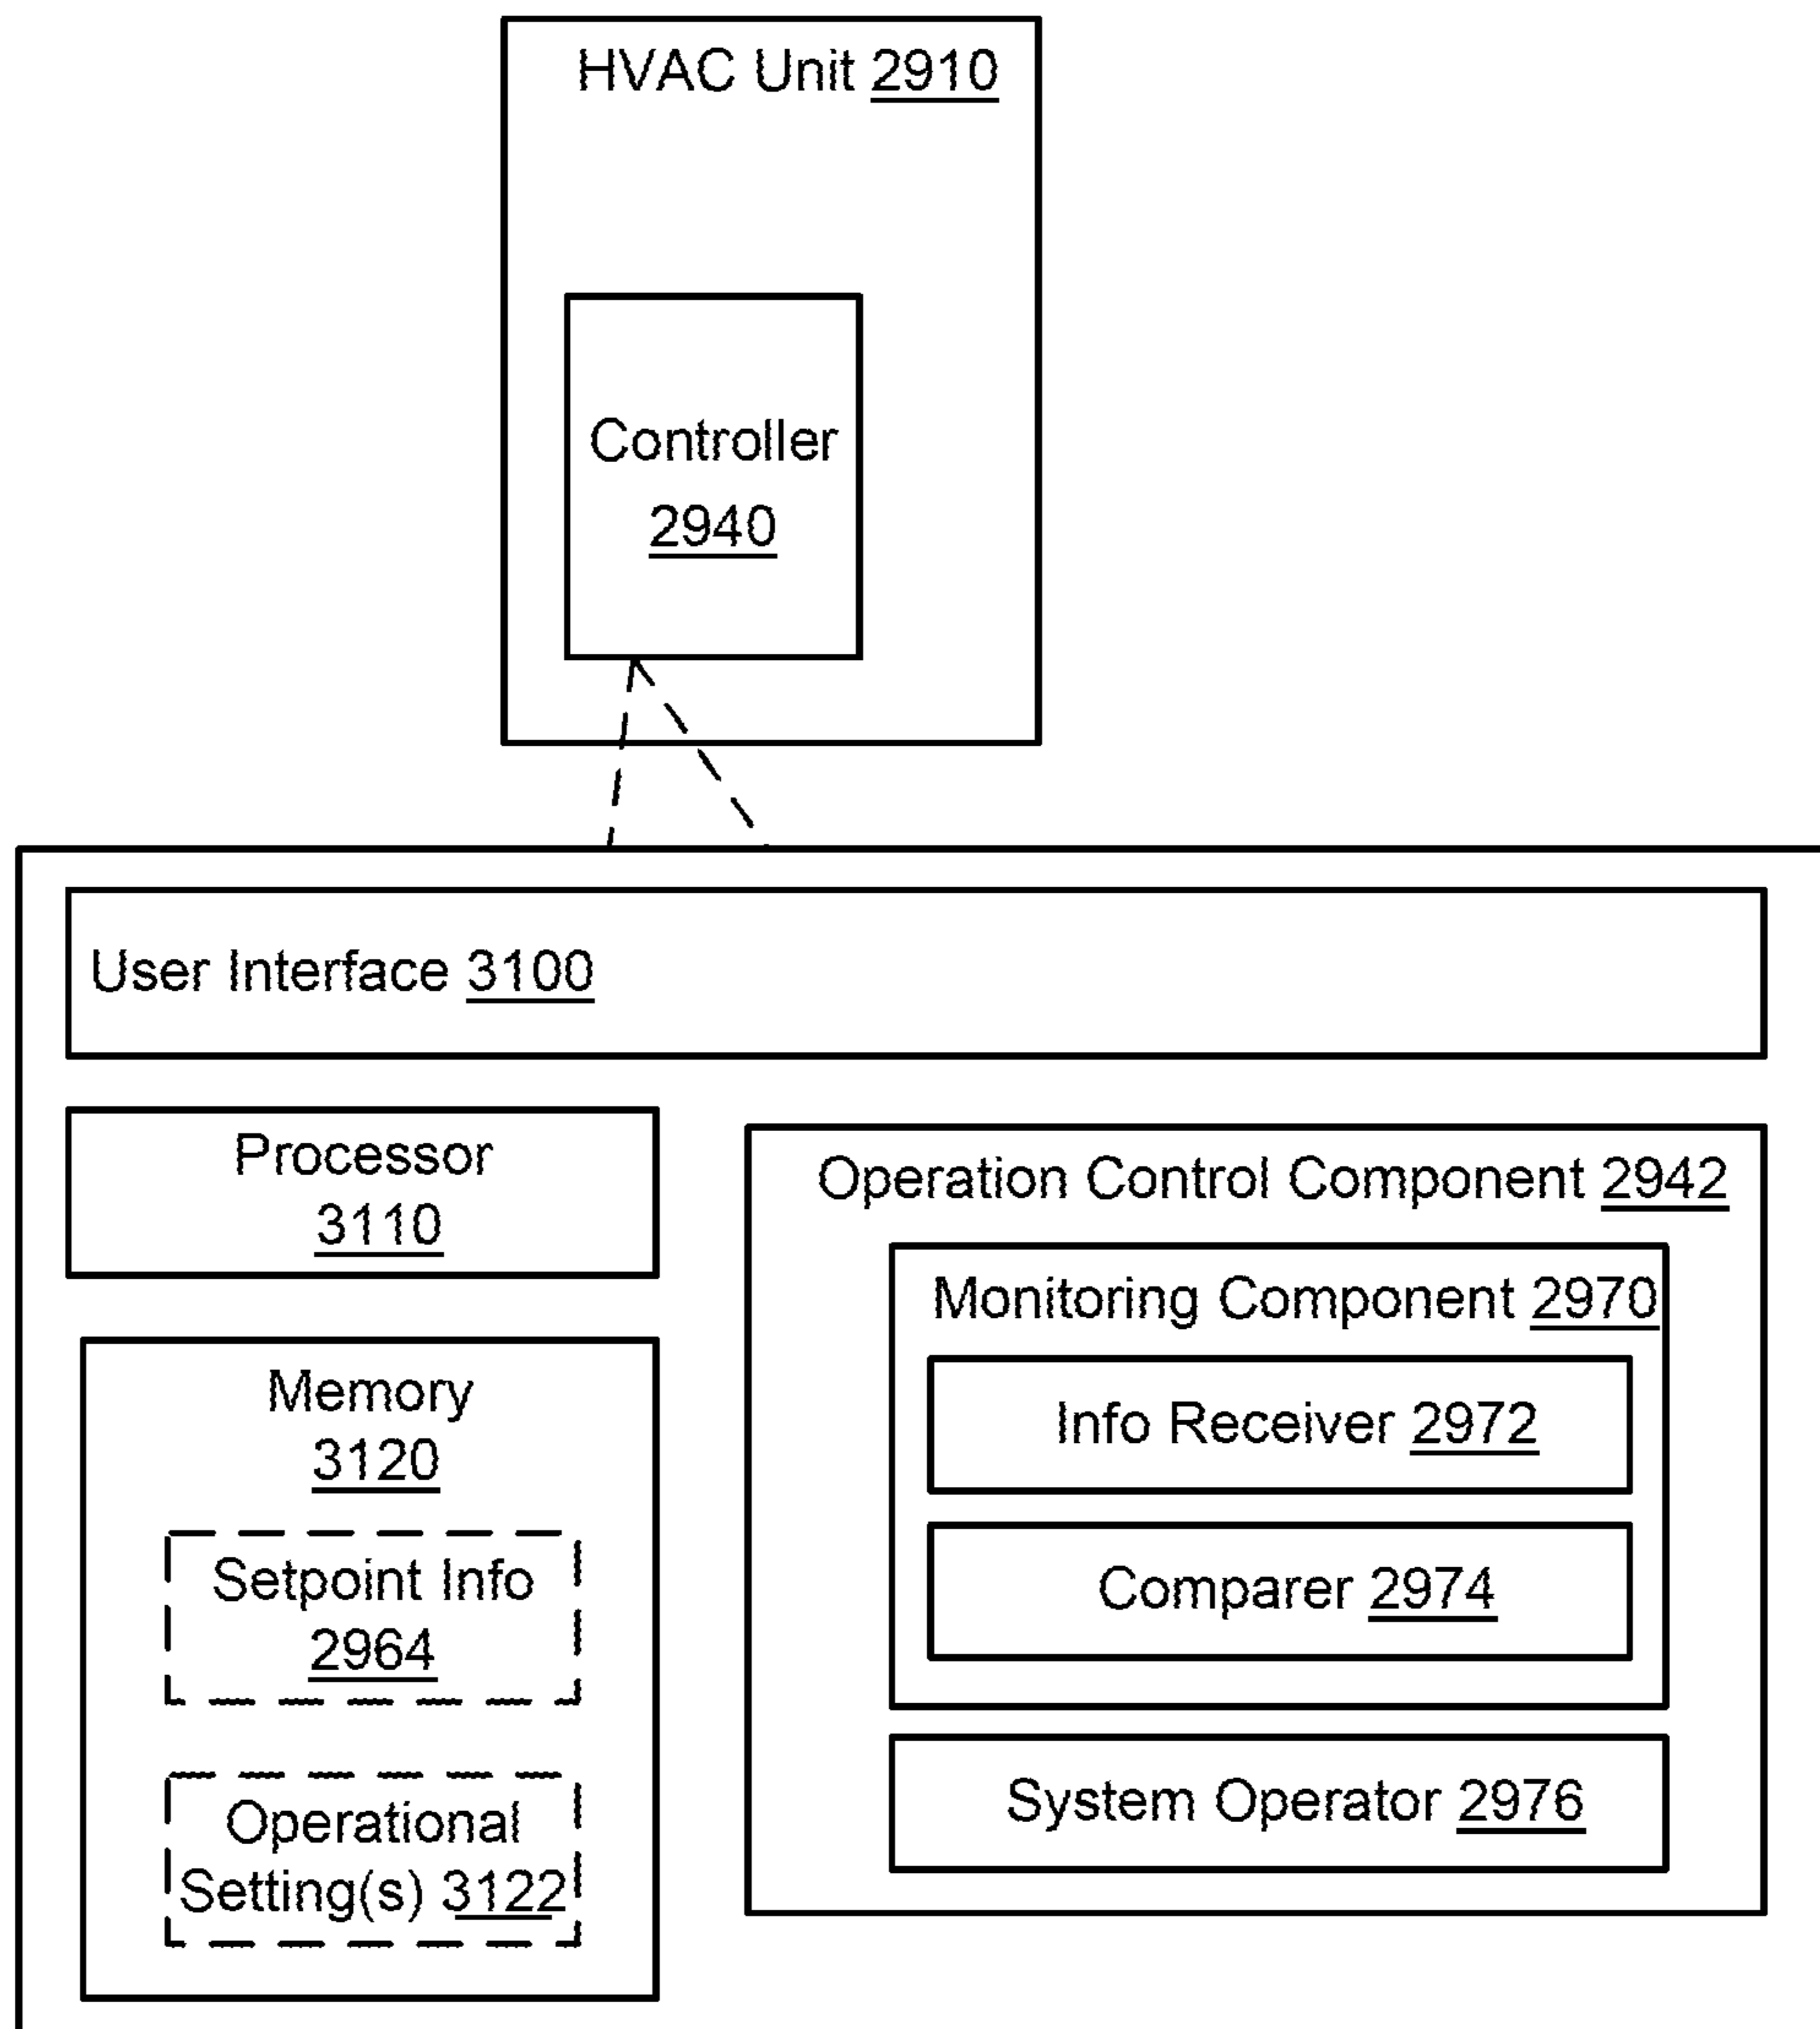 HVAC Unit 2910
Controller
2940
User Interface 3100
Processor
3110
Memory
3120
Setpoint Info
2964
Operational
Setting(s) 3122
Operation Control Component 2942
Monitoring Component 2970
Info Receiver 2972
Comparer 2974
System Operator 2976